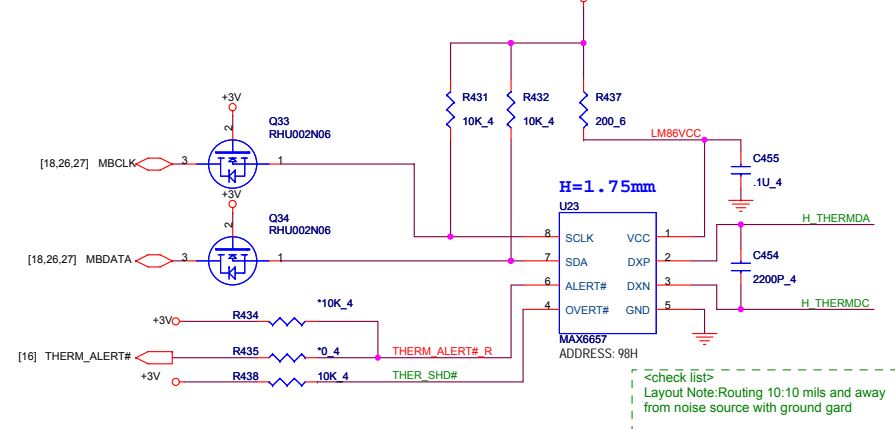 R431
10K_4
R432
10K_4
R437
200_6
LM86VCC
C455
.1U_4
+3V
2
Q33
RHU002N06
[18,26,27] MBCLK
3
1
+3V
2
Q34
RHU002N06
[18,26,27] MBDATA
3
1
H=1.75mm
U23
8 SCLK VCC 1
7 SDA DXP 2
6 ALERT# DXN 3
4 OVERT# GND 5
MAX6657
ADDRESS: 98H
H_THERMDA
C454
2200P_4
H_THERMDC
+3V
R434
*10K_4
[16] THERM_ALERT#
R435
*0_4
THERM_ALERT#_R
+3V
R438
10K_4
THER_SHD#
<check list>
Layout Note:Routing 10:10 mils and away
from noise source with ground gard